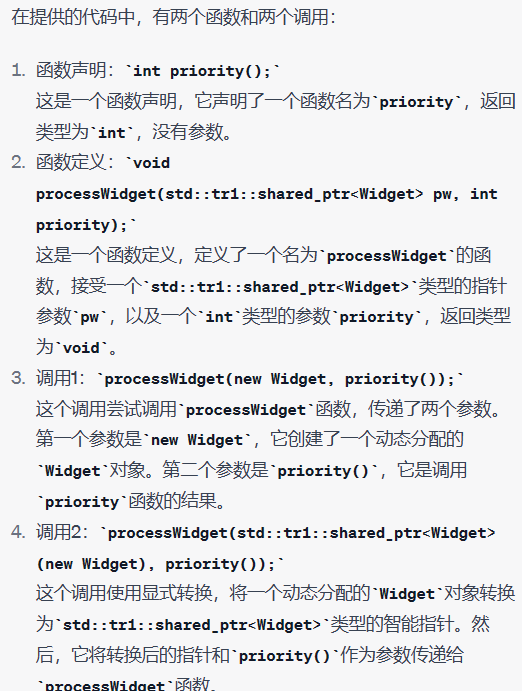 在提供的代码中，有两个函数和两个调用：
1. 函数声明：`int priority();`
这是一个函数声明，它声明了一个函数名为`priority`，返回
类型为`int`，没有参数。
2. 函数定义：`void
processWidget(std::tr1::shared_ptr<Widget> pw, int
priority);`
这是一个函数定义，定义了一个名为`processWidget`的函
数，接受一个`std::tr1::shared_ptr<Widget>`类型的指针
参数`pw`，以及一个`int`类型的参数`priority`，返回类型
为`void`。
3. 调用1：`processWidget(new Widget, priority());`
这个调用尝试调用`processWidget`函数，传递了两个参数。
第一个参数是`new Widget`，它创建了一个动态分配的
`Widget`对象。第二个参数是`priority()`，它是调用
`priority`函数的结果。
4. 调用2：`processWidget(std::tr1::shared_ptr<Widget>
(new Widget), priority());`
这个调用使用显式转换，将一个动态分配的`Widget`对象转换
为`std::tr1::shared_ptr<Widget>`类型的智能指针。然
后，它将转换后的指针和`priority()`作为参数传递给
`processWidget`函数。